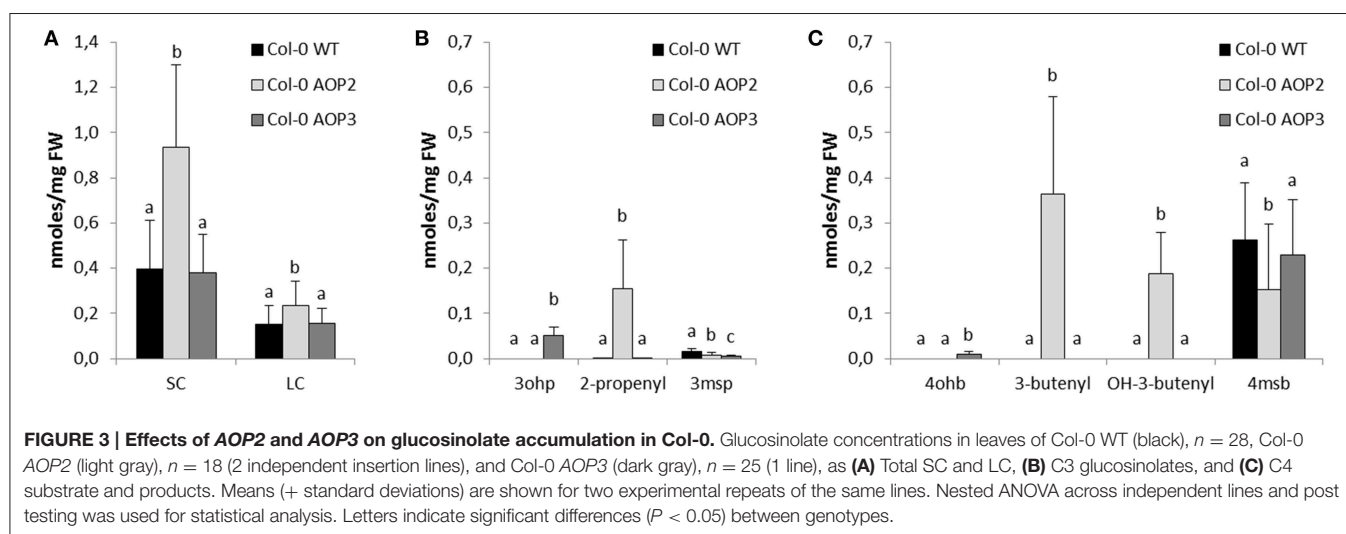 A
1,4
1,2
1,0
0,8
0,6
0,4
0,2
0,0
nmoles/mg FW
Col-0 WT
Col-0 AOP2
Col-0 AOP3
a b a
a b a
SC LC
B
0,7
0,6
0,5
0,4
0,3
0,2
0,1
0,0
nmoles/mg FW
Col-0 WT
Col-0 AOP2
Col-0 AOP3
a a b
a b a
a b c
3ohp 2-propenyl 3msp
C
0,7
0,6
0,5
0,4
0,3
0,2
0,1
0,0
nmoles/mg FW
Col-0 WT
Col-0 AOP2
Col-0 AOP3
a a b
a b a
a b a
a b a
4ohb 3-butenyl OH-3-butenyl 4msb
FIGURE 3 | Effects of AOP2 and AOP3 on glucosinolate accumulation in Col-0. Glucosinolate concentrations in leaves of Col-0 WT (black), n = 28, Col-0
AOP2 (light gray), n = 18 (2 independent insertion lines), and Col-0 AOP3 (dark gray), n = 25 (1 line), as (A) Total SC and LC, (B) C3 glucosinolates, and (C) C4
substrate and products. Means (+ standard deviations) are shown for two experimental repeats of the same lines. Nested ANOVA across independent lines and post
testing was used for statistical analysis. Letters indicate significant differences (P < 0.05) between genotypes.